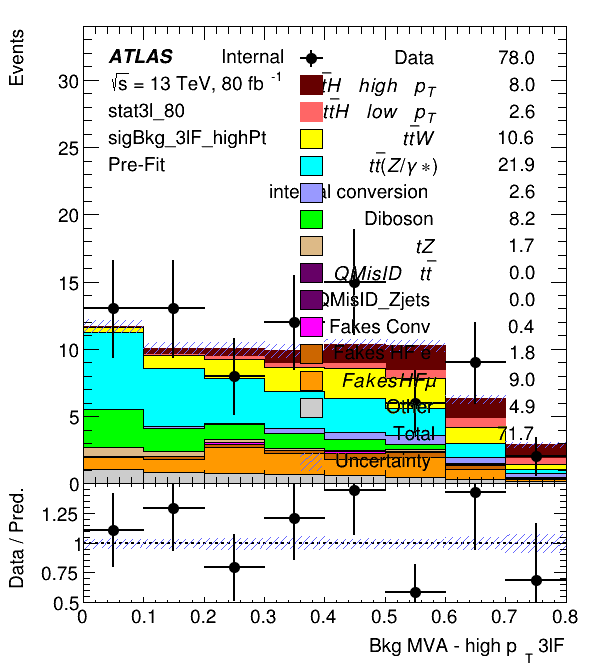 Events
ATLAS Internal
√s = 13 TeV, 80 fb⁻¹
stat3l_80
sigBkg_3lF_highPt
Pre-Fit
Data 78.0
tt̄H high p_T 8.0
tt̄H low p_T 2.6
tt̄W 10.6
tt̄(Z/γ*) 21.9
internal conversion 2.6
Diboson 8.2
tZ 1.7
QMisID tt̄ 0.0
QMisID_Zjets 0.0
Fakes Conv 0.4
Fakes HF e 1.8
FakesHFμ 9.0
Other 4.9
Total 71.7
Uncertainty
30
25
20
15
10
5
0
Data / Pred.
1.25
1
0.75
0.5
0 0.1 0.2 0.3 0.4 0.5 0.6 0.7 0.8
Bkg MVA - high p_T 3lF